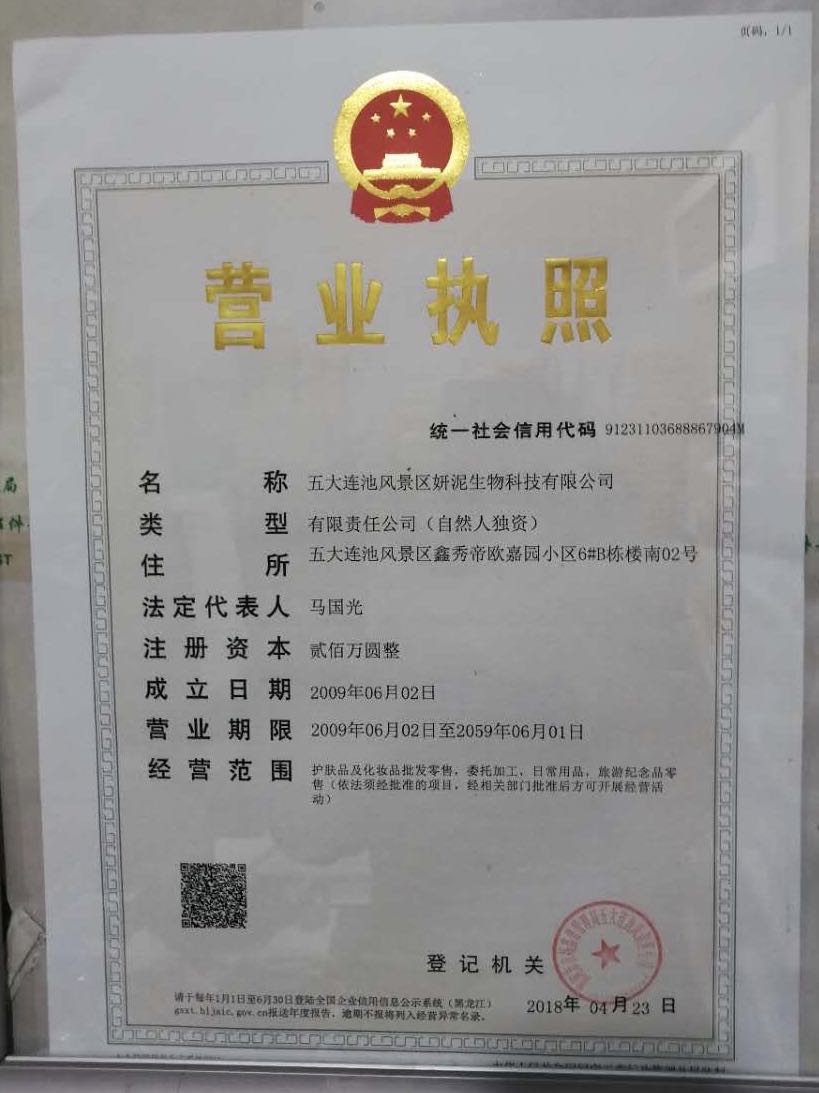 页码：1/1
营业执照
统一社会信用代码 91231103688867904M
名称 五大连池风景区妍泥生物科技有限公司
类型 有限责任公司（自然人独资）
住所 五大连池风景区鑫秀帝欧嘉园小区6#B栋楼南02号
法定代表人 马国光
注册资本 贰佰万圆整
成立日期 2009年06月02日
营业期限 2009年06月02日至2059年06月01日
经营范围 护肤品及化妆品批发零售，委托加工，日常用品，旅游纪念品零
售（依法须经批准的项目，经相关部门批准后方可开展经营活
动）
登记机关
请于每年1月1日至6月30日登陆全国企业信用信息公示系统（黑龙江）
gsxt.hljaic.gov.cn报送年度报告，逾期不报将列入经营异常名录。
2018年 04月 23 日